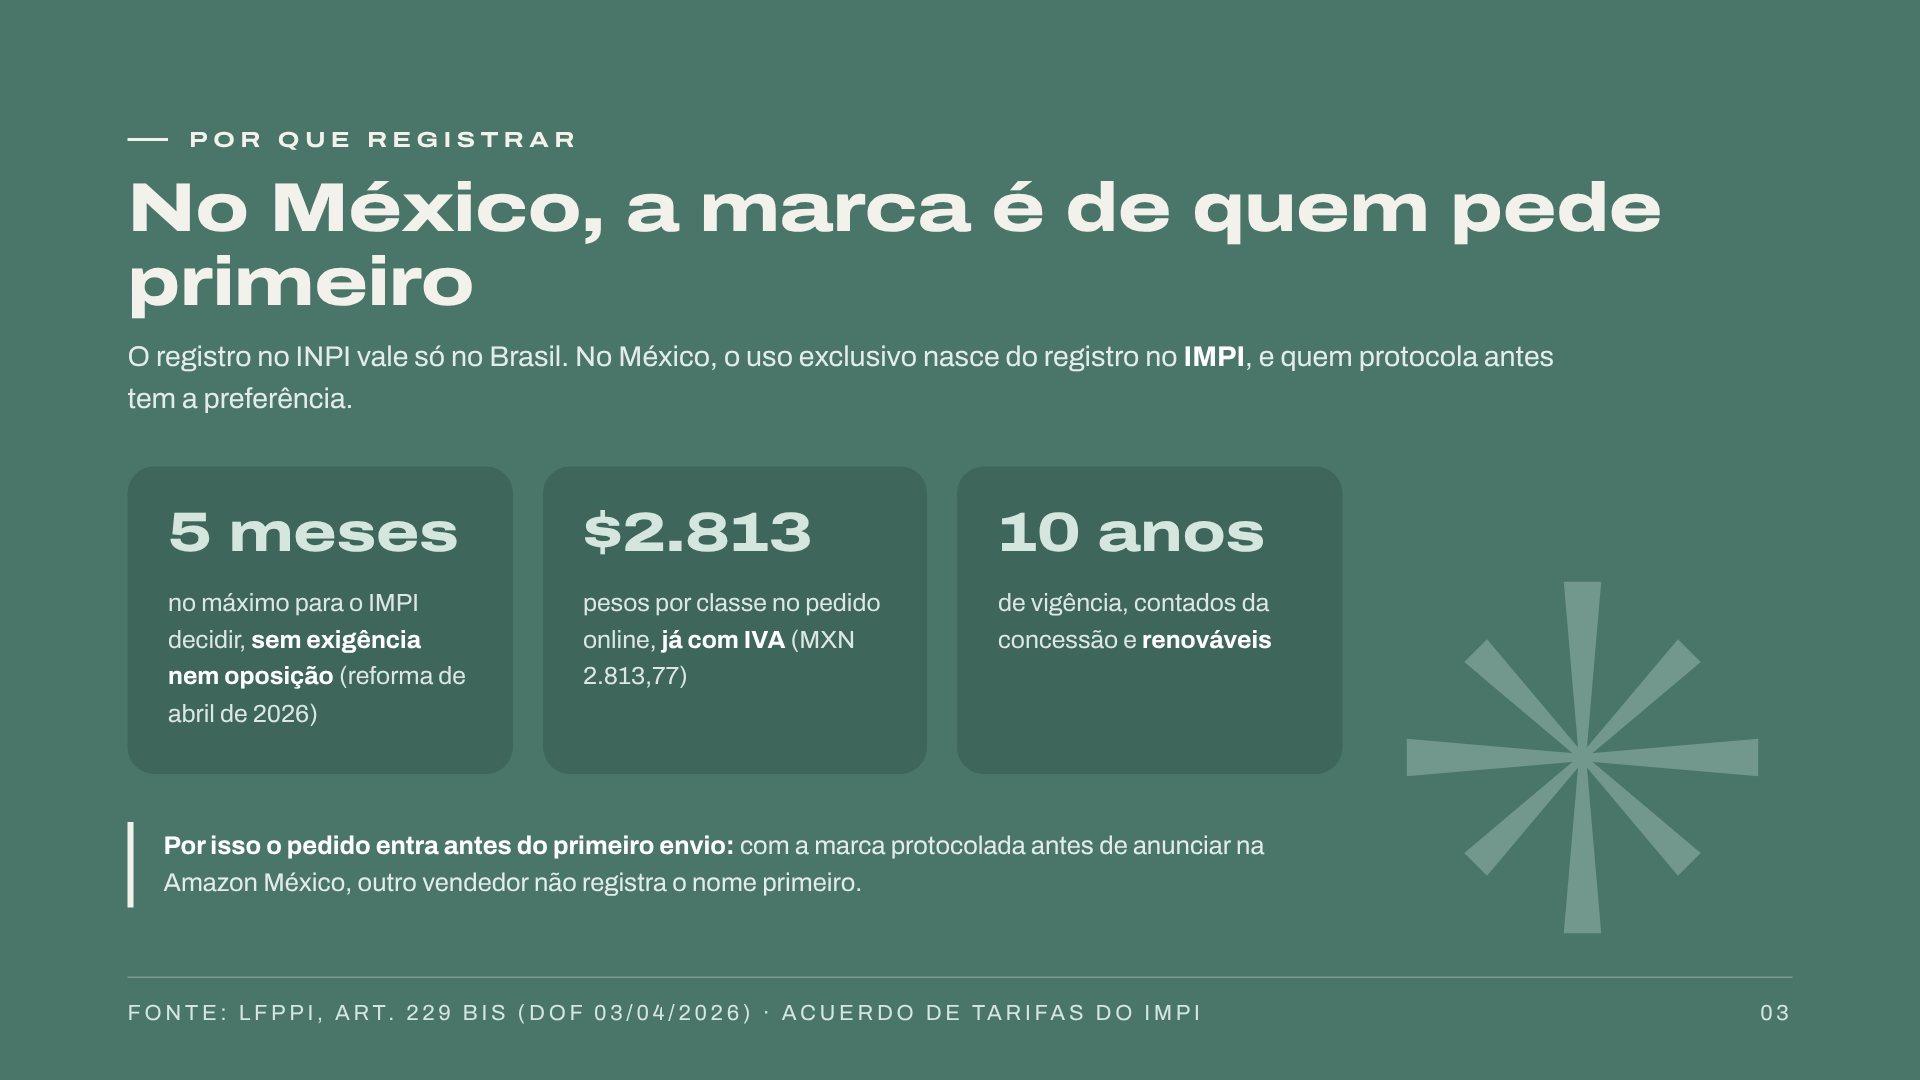 POR QUE REGISTRAR
No México, a marca é de quem pede
primeiro
O registro no INPI vale só no Brasil. No México, o uso exclusivo nasce do registro no IMPI, e quem protocola antes
tem a preferência.
5 meses
no máximo para o IMPI
decidir, sem exigência
nem oposição (reforma de
abril de 2026)
$2.813
pesos por classe no pedido
online, já com IVA (MXN
2.813,77)
10 anos
de vigência, contados da
concessão e renováveis
Por isso o pedido entra antes do primeiro envio: com a marca protocolada antes de anunciar na
Amazon México, outro vendedor não registra o nome primeiro.
FONTE: LFPPI, ART. 229 BIS (DOF 03/04/2026) · ACUERDO DE TARIFAS DO IMPI
03